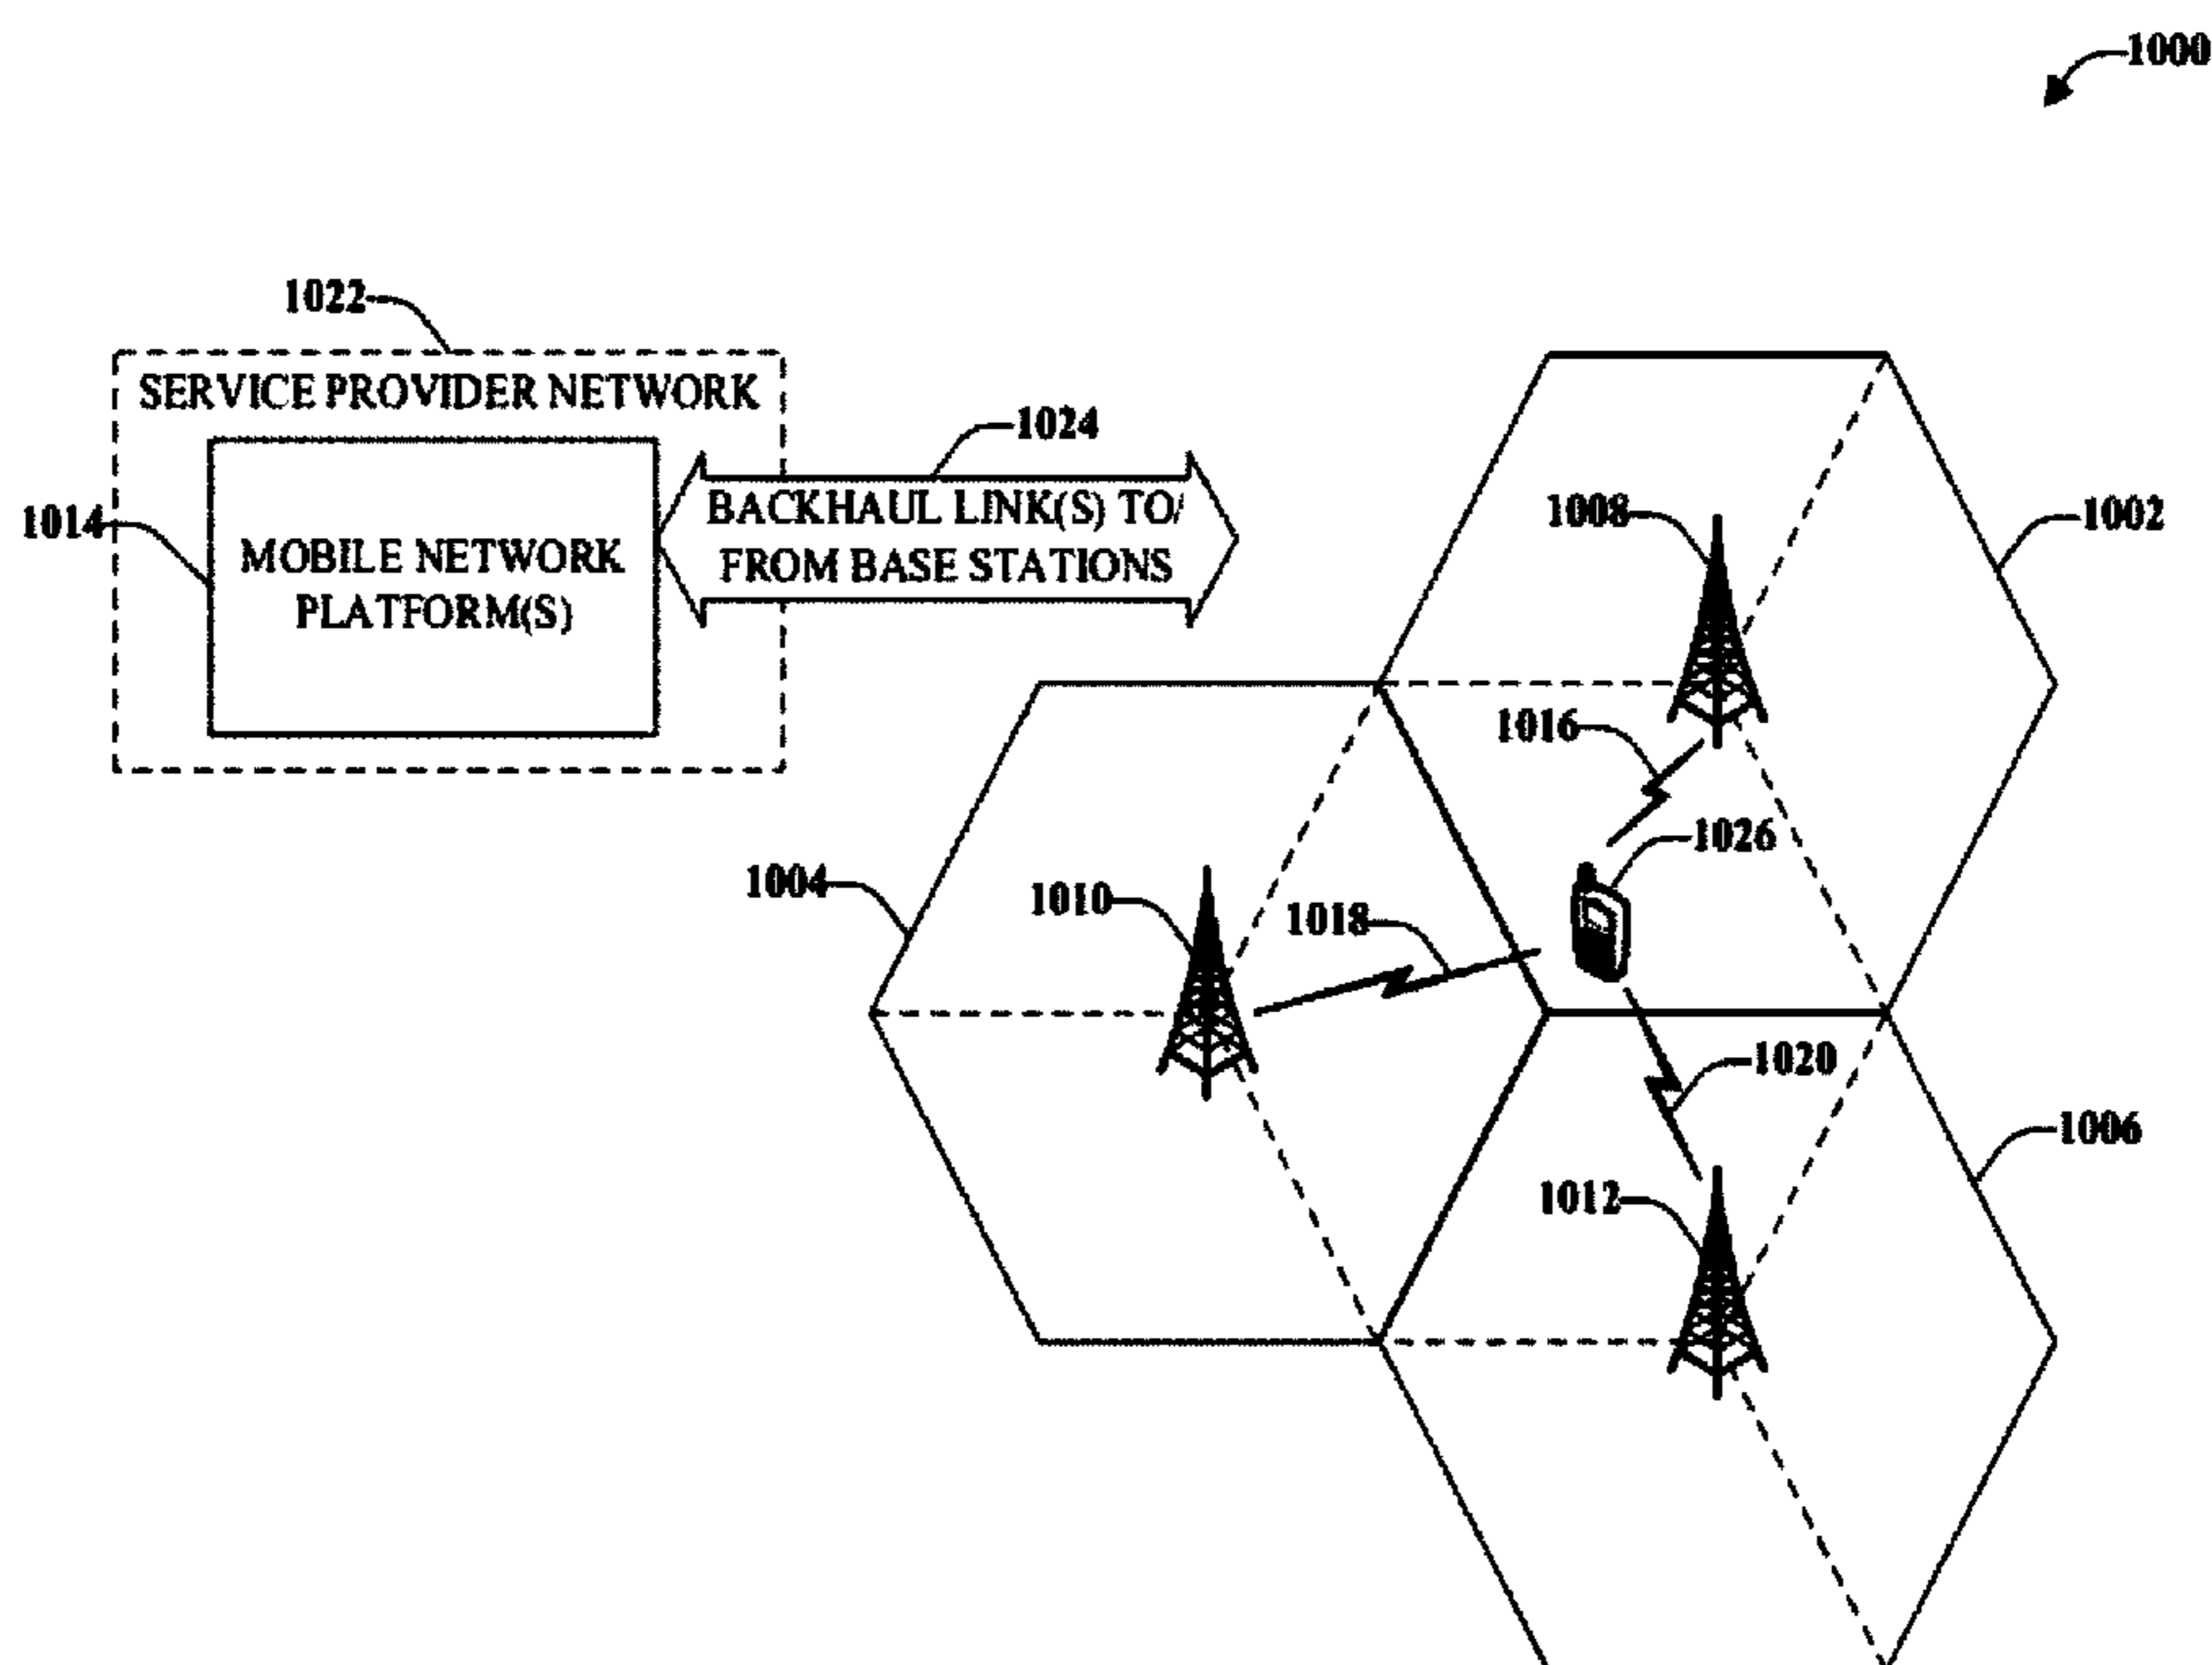 1000
1022
SERVICE PROVIDER NETWORK
1024
BACKHAUL LINK(S) TO/
FROM BASE STATIONS
1014
MOBILE NETWORK
PLATFORM(S)
1008
1002
1016
1026
1004
1010
1018
1020
1006
1012